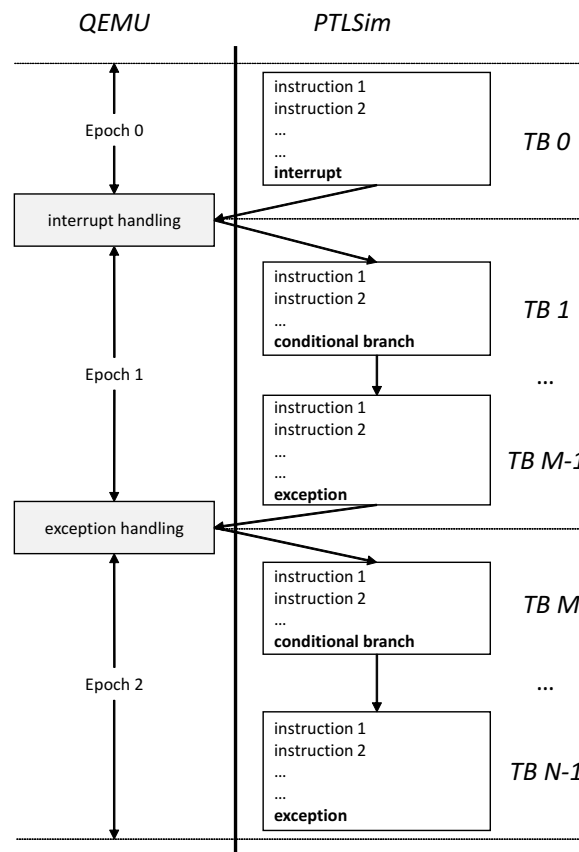 QEMU
PTLSim
instruction 1
instruction 2
...
...
interrupt
TB 0
Epoch 0
interrupt handling
instruction 1
instruction 2
...
conditional branch
TB 1
...
Epoch 1
instruction 1
instruction 2
...
...
exception
TB M-1
exception handling
instruction 1
instruction 2
...
conditional branch
TB M
...
Epoch 2
instruction 1
instruction 2
...
...
exception
TB N-1